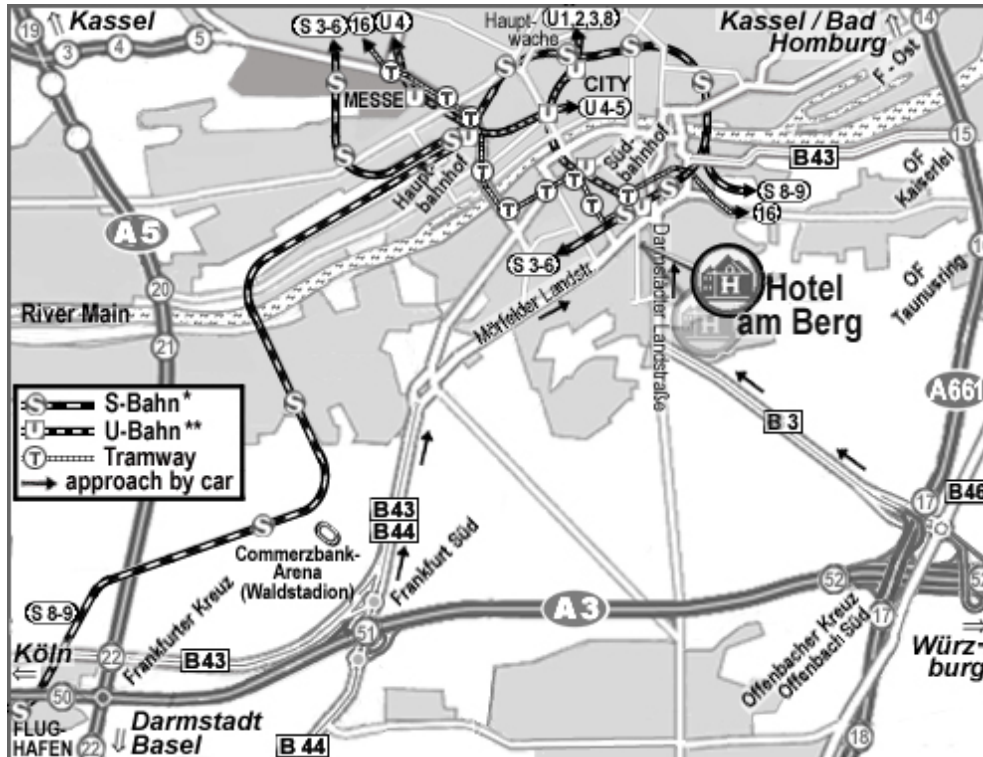 Kassel
S 3-6
16
U 4
Haupt-
wache
U1,2,3,8
Kassel / Bad
Homburg
F - Ost
14
19
3
4
5
S
T
U
MESSE
CITY
U 4-5
Haupt-
bahnhof
Süd-
bahnhof
B43
15
OF
Kaiserlei
S 8-9
16
A5
S 3-6
Darmstädter Landstraße
Mörfelder Landstr.
H
Hotel
am Berg
OF
Taunusring
20
River Main
21
A661
S S-Bahn*
U U-Bahn**
T Tramway
approach by car
B 3
17
B46
B43
B44
Frankfurt Süd
Commerzbank-
Arena
(Waldstadion)
S 8-9
Frankfurter Kreuz
A3
52
52
51
17
Offenbacher Kreuz
Offenbach Süd
Würz-
burg
Köln
22
B43
50
FLUG-
HAFEN
22
Darmstadt
Basel
B 44
18